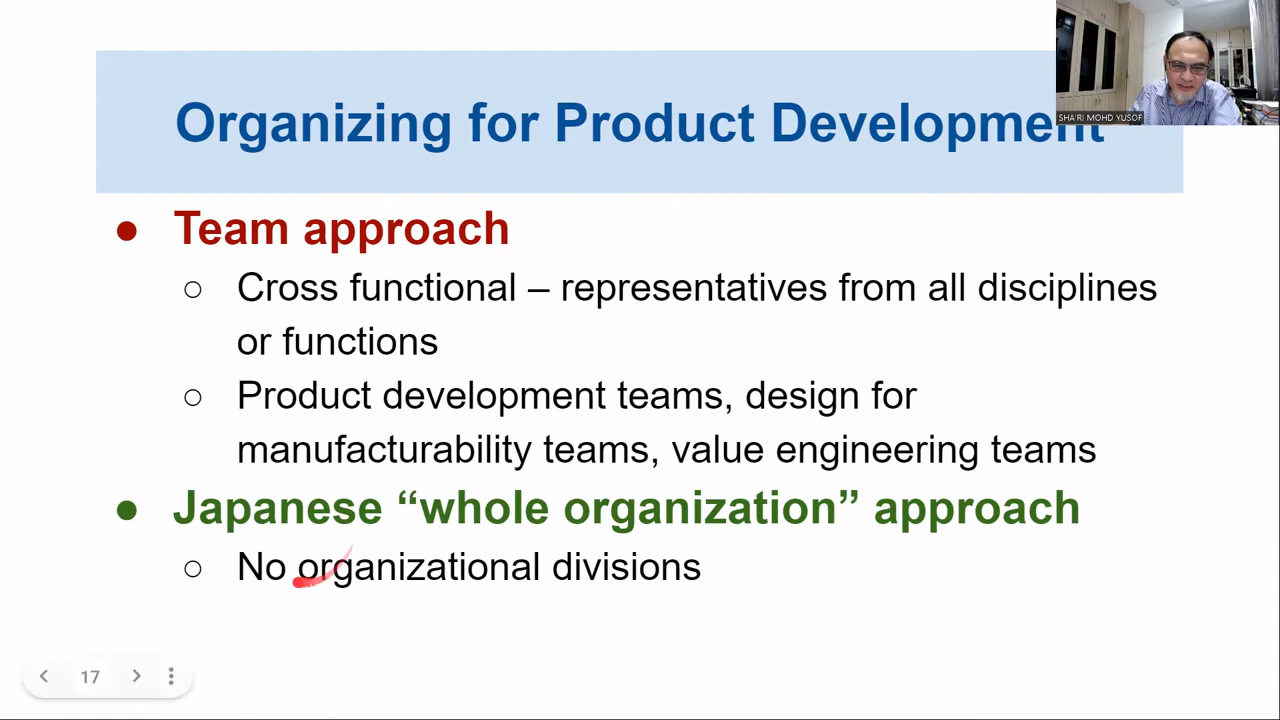 SHA'RI MOHD YUSOF
Organizing for Product Development
● Team approach
○ Cross functional – representatives from all disciplines
or functions
○ Product development teams, design for
manufacturability teams, value engineering teams
● Japanese “whole organization” approach
○ No organizational divisions
17